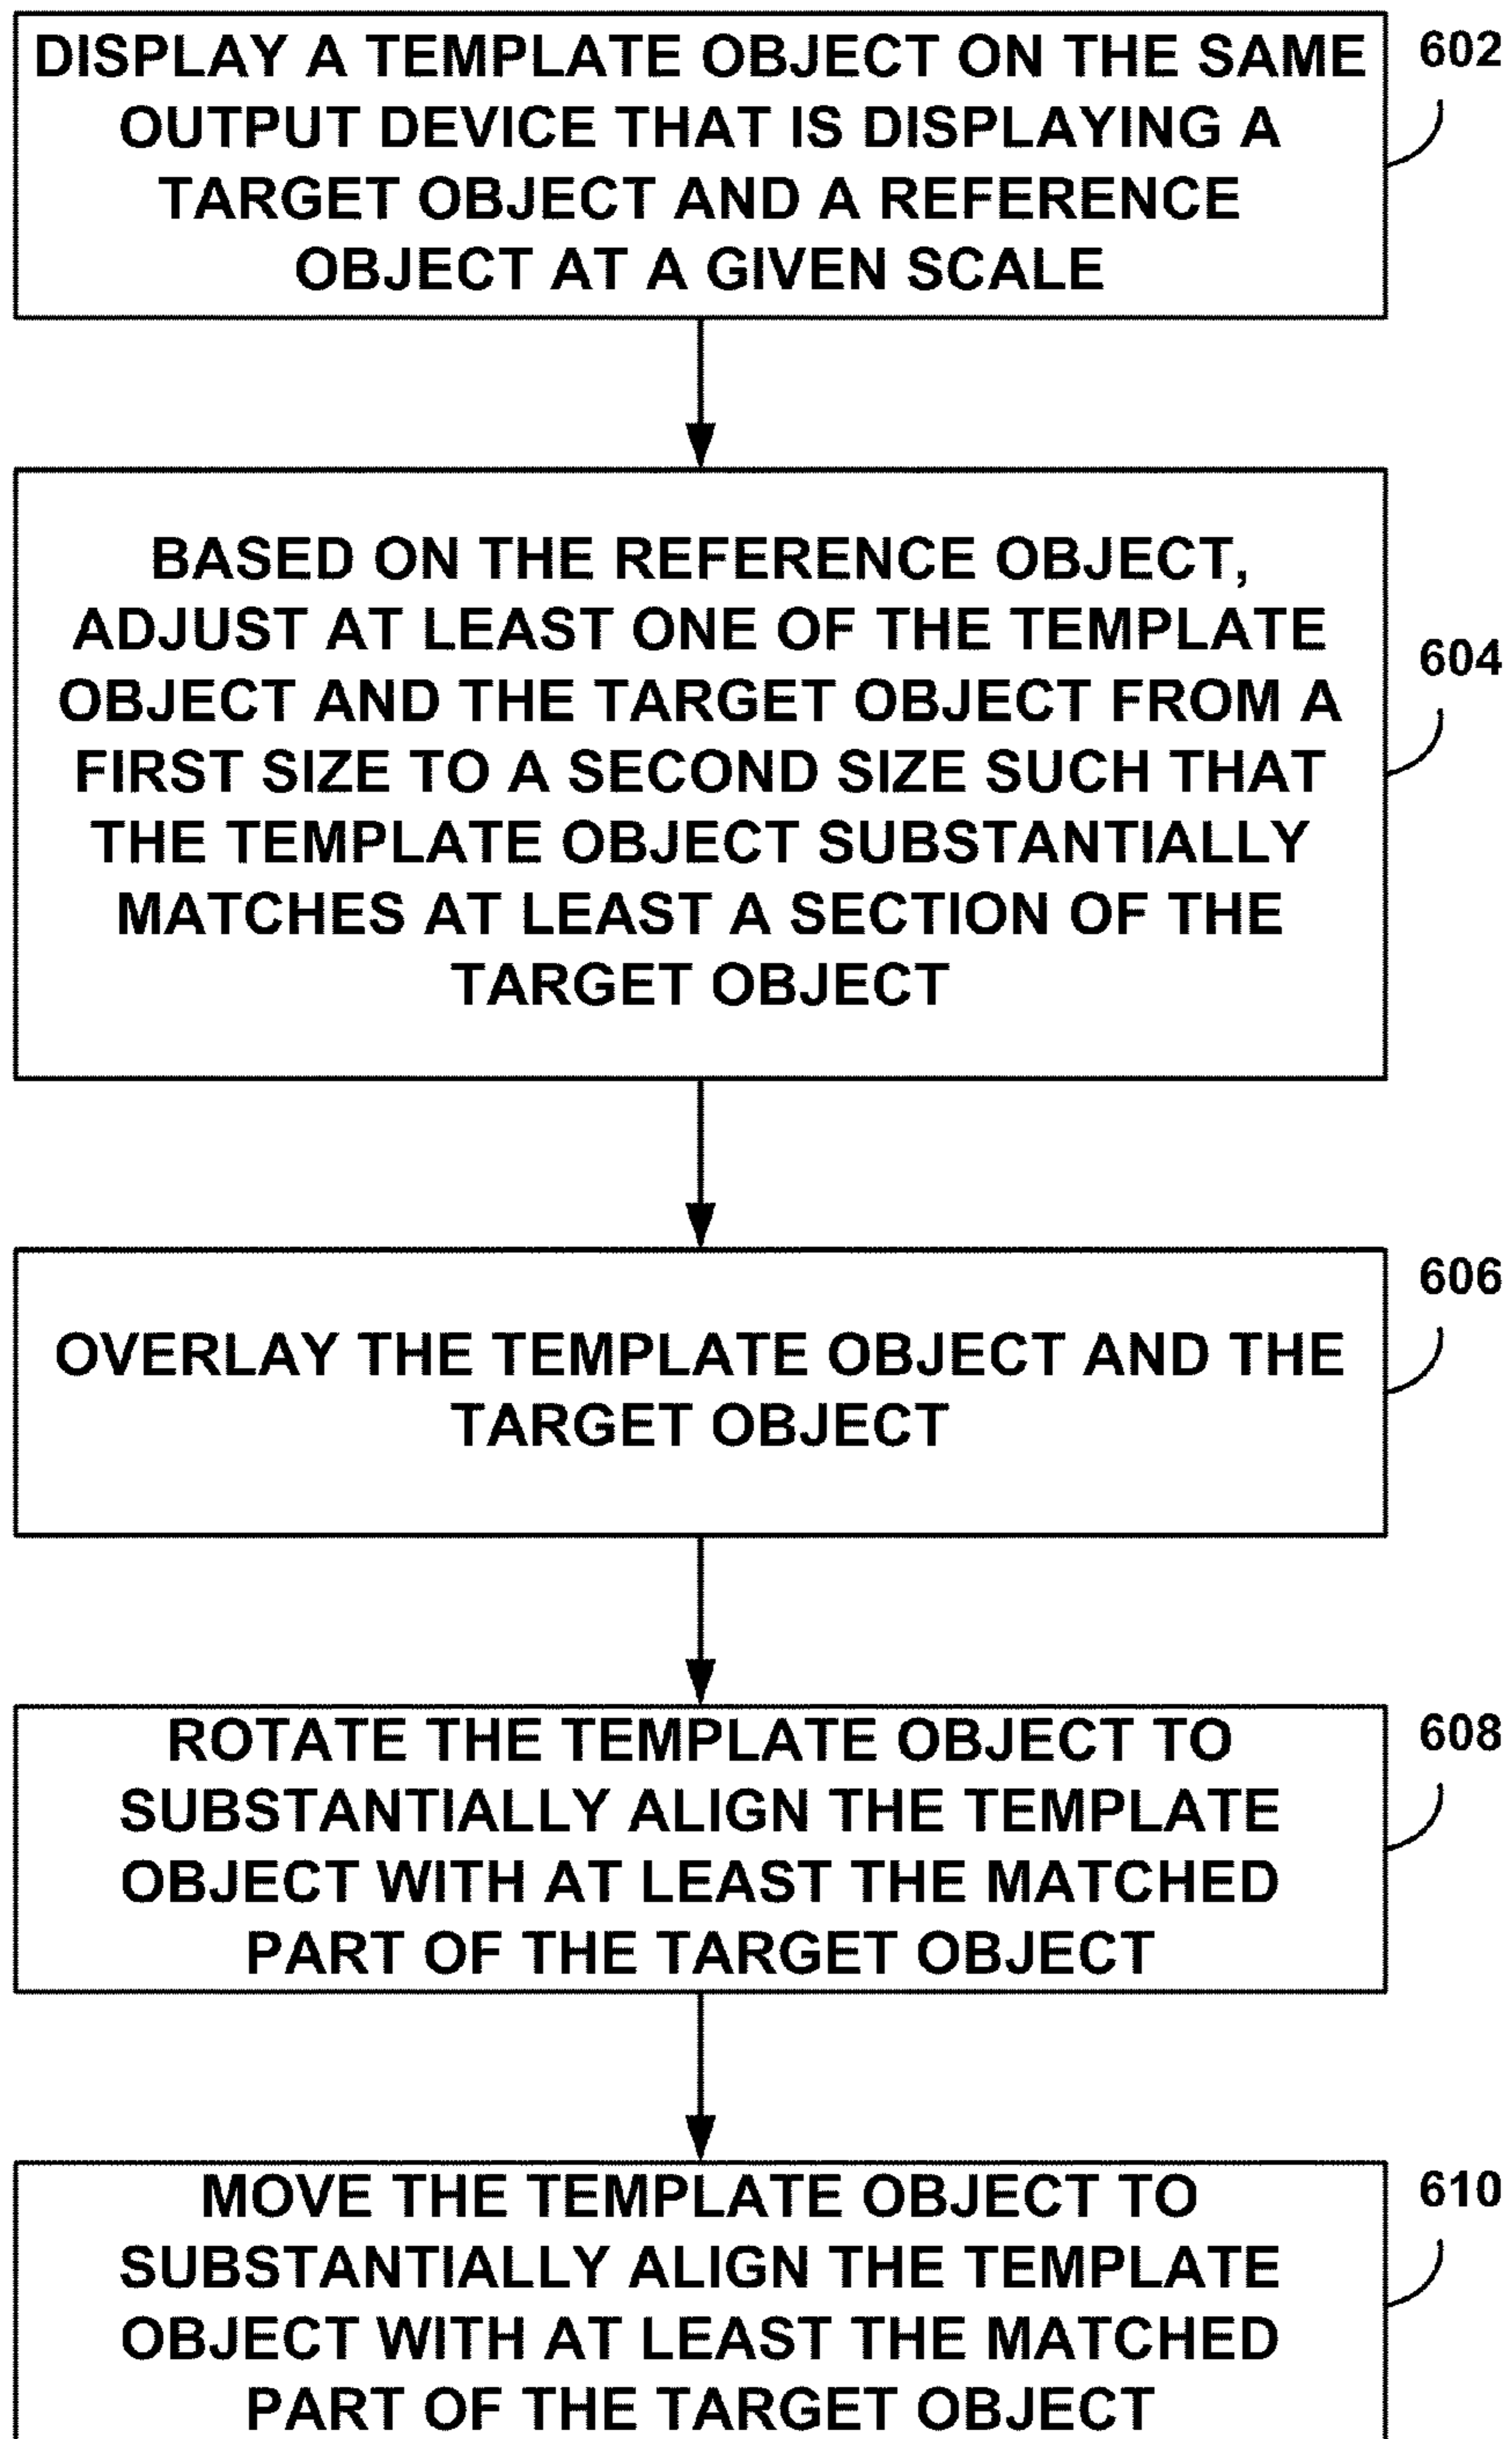 DISPLAY A TEMPLATE OBJECT ON THE SAME
OUTPUT DEVICE THAT IS DISPLAYING A
TARGET OBJECT AND A REFERENCE
OBJECT AT A GIVEN SCALE
602
BASED ON THE REFERENCE OBJECT,
ADJUST AT LEAST ONE OF THE TEMPLATE
OBJECT AND THE TARGET OBJECT FROM A
FIRST SIZE TO A SECOND SIZE SUCH THAT
THE TEMPLATE OBJECT SUBSTANTIALLY
MATCHES AT LEAST A SECTION OF THE
TARGET OBJECT
604
OVERLAY THE TEMPLATE OBJECT AND THE
TARGET OBJECT
606
ROTATE THE TEMPLATE OBJECT TO
SUBSTANTIALLY ALIGN THE TEMPLATE
OBJECT WITH AT LEAST THE MATCHED
PART OF THE TARGET OBJECT
608
MOVE THE TEMPLATE OBJECT TO
SUBSTANTIALLY ALIGN THE TEMPLATE
OBJECT WITH AT LEAST THE MATCHED
PART OF THE TARGET OBJECT
610